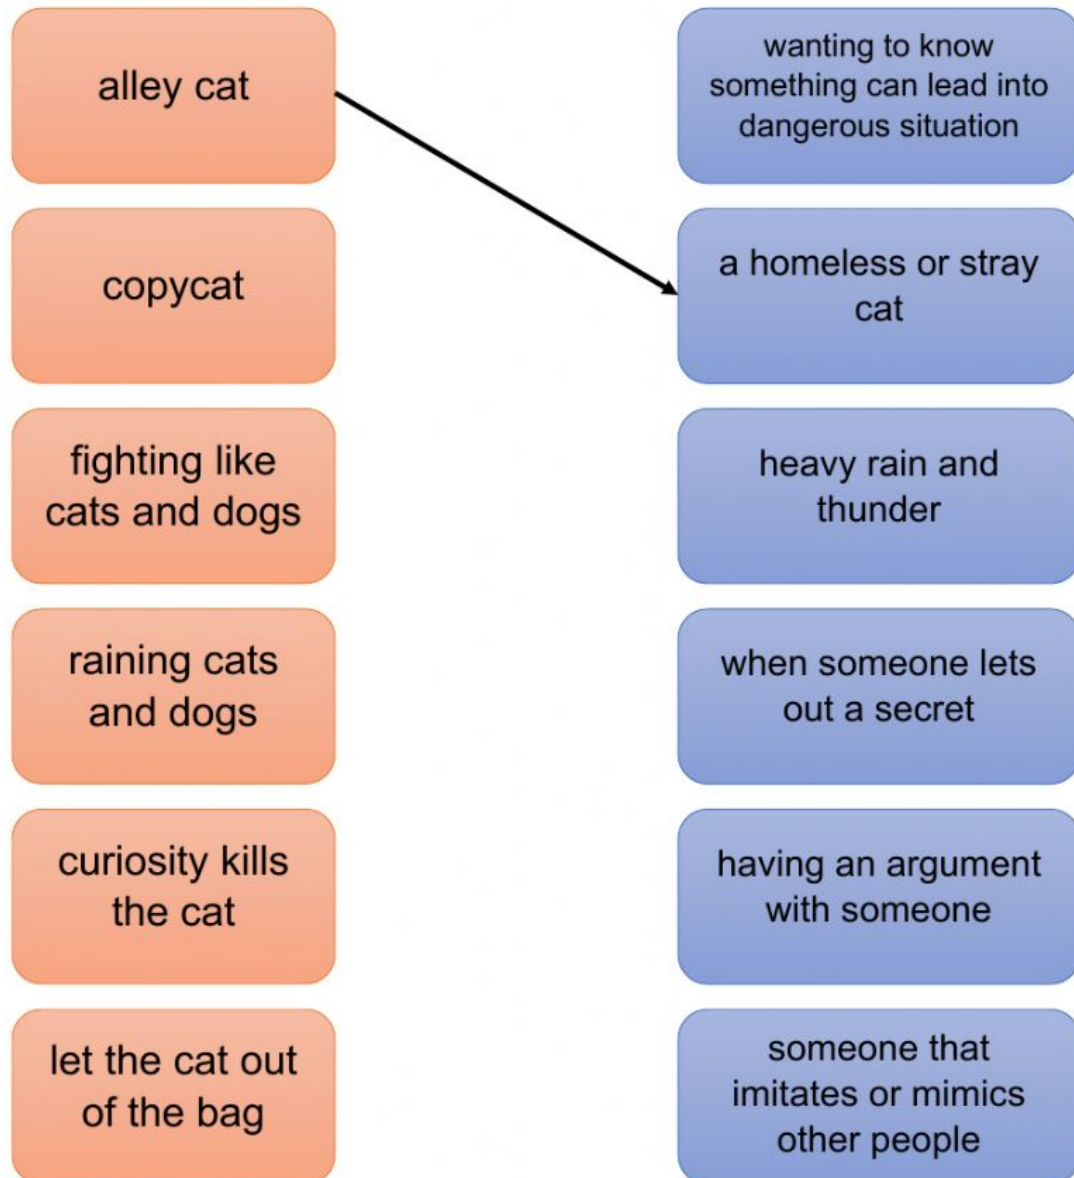 alley cat
wanting to know
something can lead into
dangerous situation
copycat
a homeless or stray
cat
fighting like
cats and dogs
heavy rain and
thunder
raining cats
and dogs
when someone lets
out a secret
curiosity kills
the cat
having an argument
with someone
let the cat out
of the bag
someone that
imitates or mimics
other people